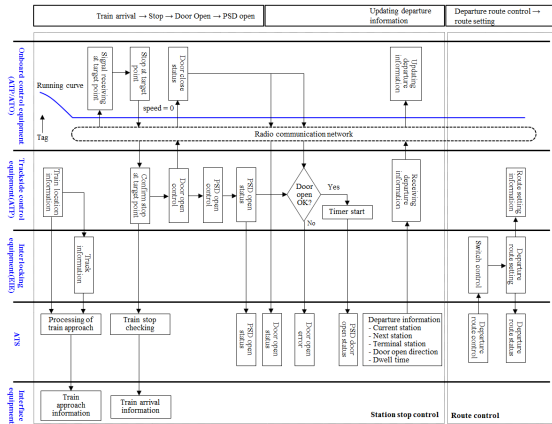 Train arrival → Stop → Door Open → PSD open
Updating departure
information
Departure route control →
route setting
Onboard control equipment
(ATP/ATO)
Running curve
Tag
Signal receiving
at target point
Stop at target
point
speed = 0
Door close
status
Updating
departure
information
Radio communication network
Trackside control
equipment(ATP)
Train location
information
Confirm stop
at target point
Door open
control
PSD open
control
PSD open
status
Door
open
OK?
Yes
No
Timer start
Receiving
departure
information
Route setting
information
Interlocking
equipment(EIE)
Track
information
Switch control
Departure
route setting
ATS
Processing of
train approach
Train stop
checking
PSD open
status
Door open
status
Door open
error
PSD door
open status
Departure information
- Current station
- Next station
- Terminal station
- Door open direction
- Dwell time
Departure
route control
Departure
route status
Interface
equipment
Train
approach
information
Train arrival
information
Station stop control
Route control